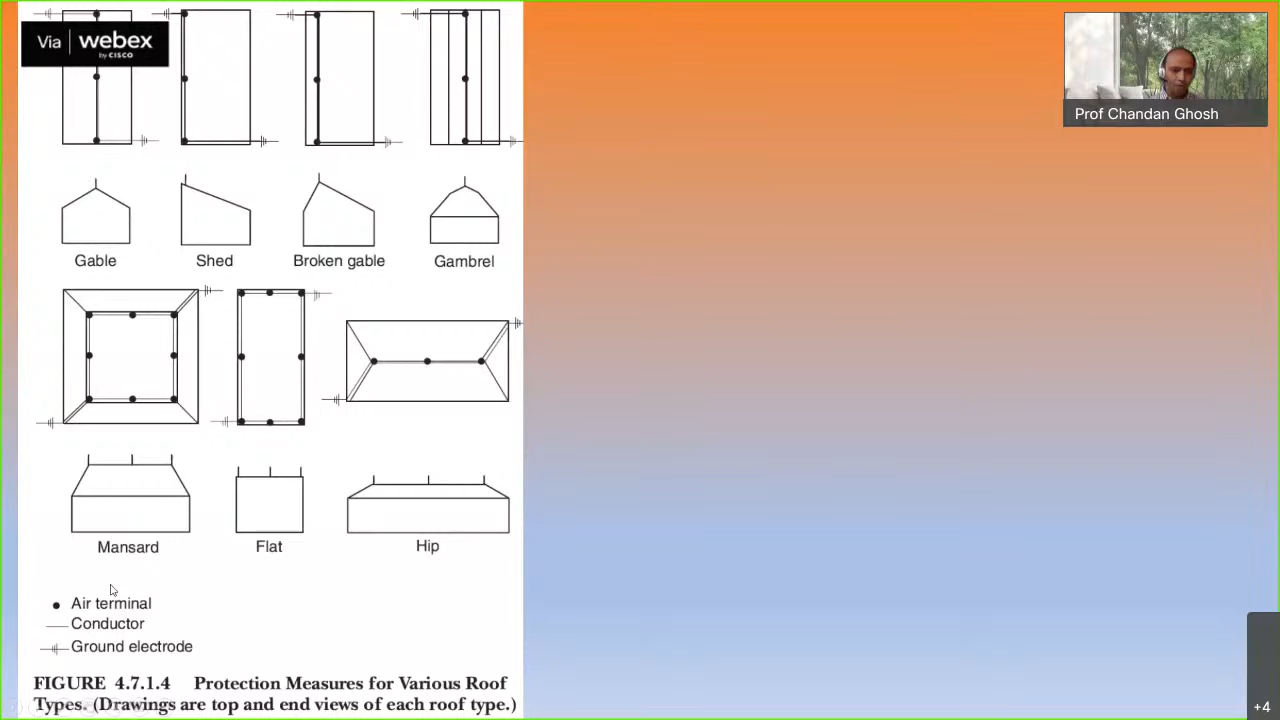 Via webex
by CISCO
Prof Chandan Ghosh
Gable Shed Broken gable Gambrel
Mansard Flat Hip
Air terminal
Conductor
Ground electrode
FIGURE 4.7.1.4 Protection Measures for Various Roof
Types. (Drawings are top and end views of each roof type.)
+4